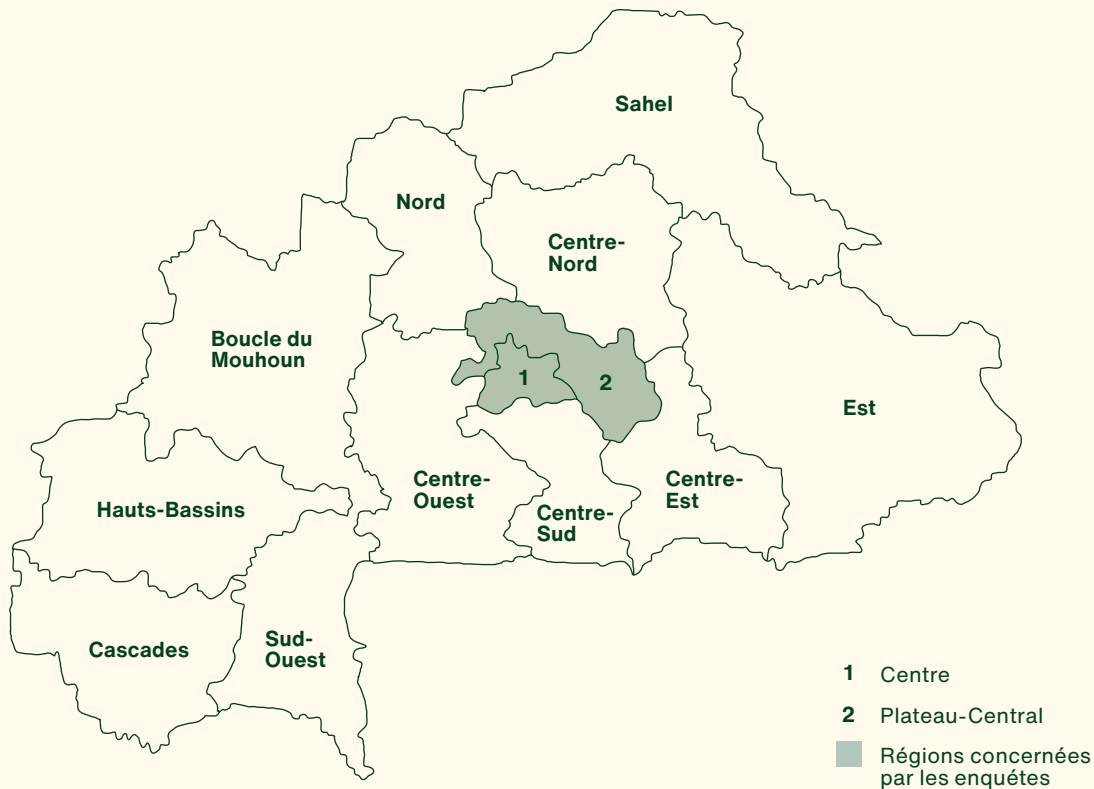 Sahel
Nord
Centre-
Nord
Boucle du
Mouhoun
1
2
Est
Centre-
Ouest
Centre-
Est
Hauts-Bassins
Centre-
Sud
Sud-
Ouest
Cascades
1 Centre
2 Plateau-Central
Régions concernées
par les enquétes